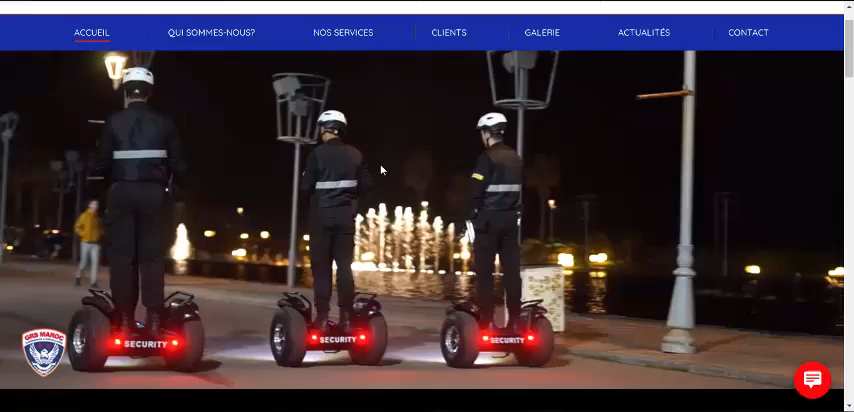 ACCUEIL
QUI SOMMES-NOUS?
NOS SERVICES
CLIENTS
GALERIE
ACTUALITÉS
CONTACT
SECURITY
SECURITY
SECURITY
GRS MAROC